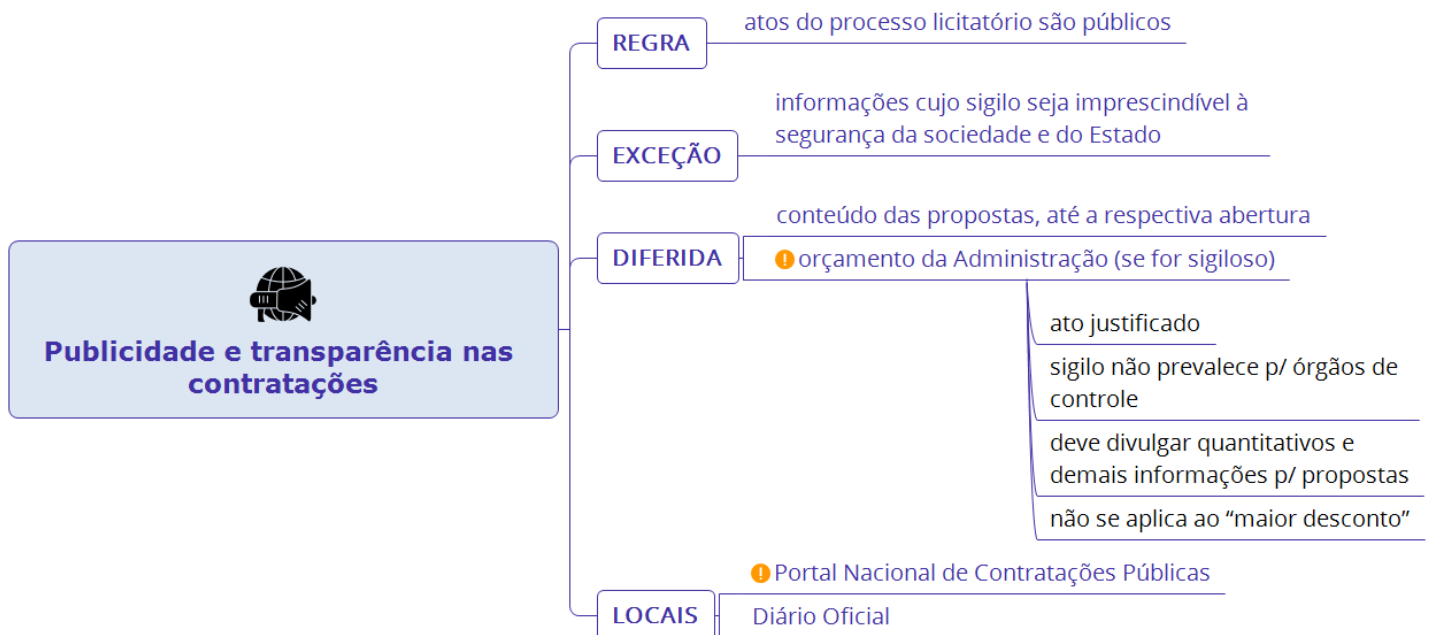 Publicidade e transparência nas
contratações
REGRA
atos do processo licitatório são públicos
EXCEÇÃO
informações cujo sigilo seja imprescindível à
segurança da sociedade e do Estado
DIFERIDA
conteúdo das propostas, até a respectiva abertura
orçamento da Administração (se for sigiloso)
ato justificado
sigilo não prevalece p/ órgãos de
controle
deve divulgar quantitativos e
demais informações p/ propostas
não se aplica ao “maior desconto”
LOCAIS
Portal Nacional de Contratações Públicas
Diário Oficial